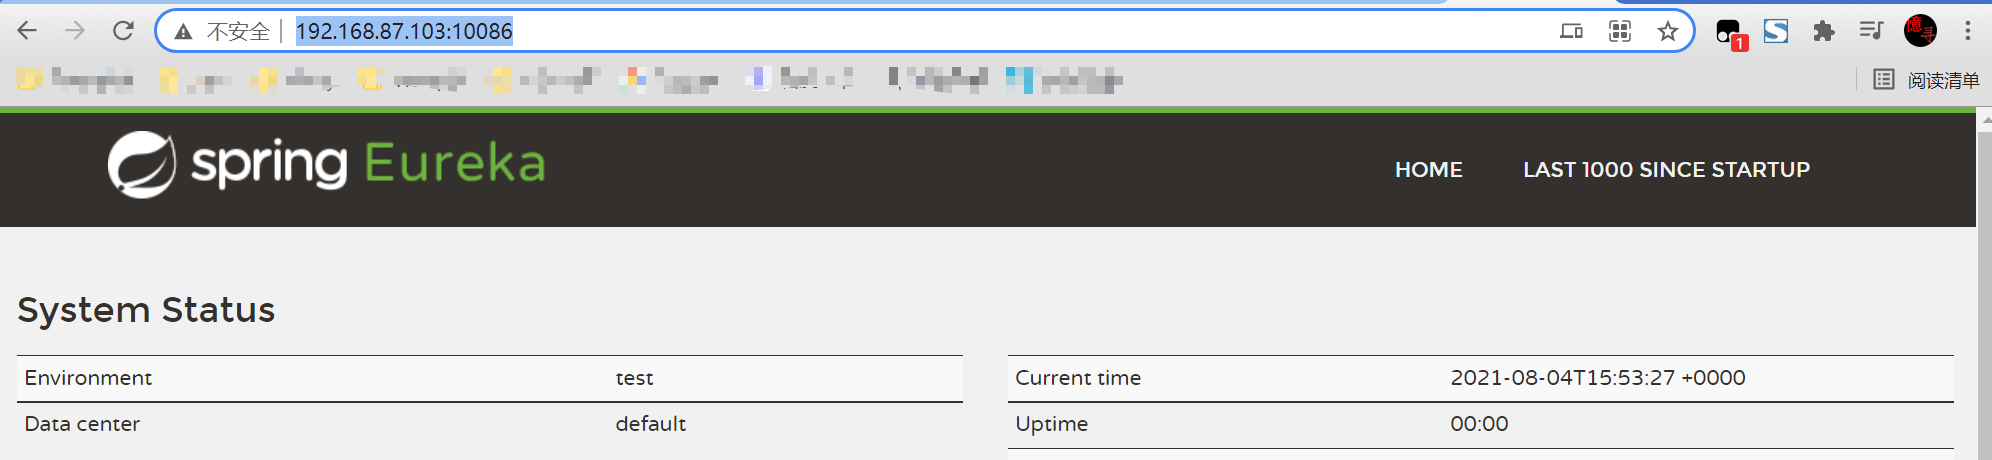 不安全 192.168.87.103:10086
1
憶寻
阅读清单
spring Eureka
HOME LAST 1000 SINCE STARTUP
System Status
Environment test
Data center default
Current time 2021-08-04T15:53:27 +0000
Uptime 00:00